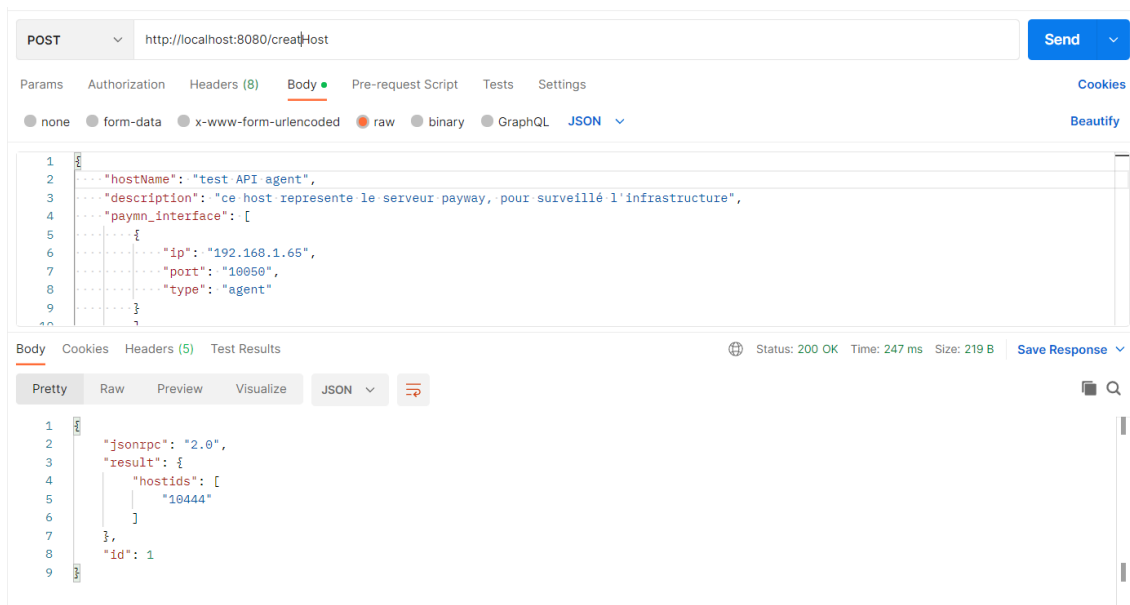 POST http://localhost:8080/creatHost Send
Params Authorization Headers (8) Body Pre-request Script Tests Settings Cookies
none form-data x-www-form-urlencoded raw binary GraphQL JSON Beautify
1 {
2 "hostName": "test API agent",
3 "description": "ce host represente le serveur payway, pour surveillé l'infrastructure",
4 "paymn_interface": [
5 {
6 "ip": "192.168.1.65",
7 "port": "10050",
8 "type": "agent"
9 }
10 ]
Body Cookies Headers (5) Test Results Status: 200 OK Time: 247 ms Size: 219 B Save Response
Pretty Raw Preview Visualize JSON
1 {
2 "jsonrpc": "2.0",
3 "result": {
4 "hostids": [
5 "10444"
6 ]
7 },
8 "id": 1
9 }